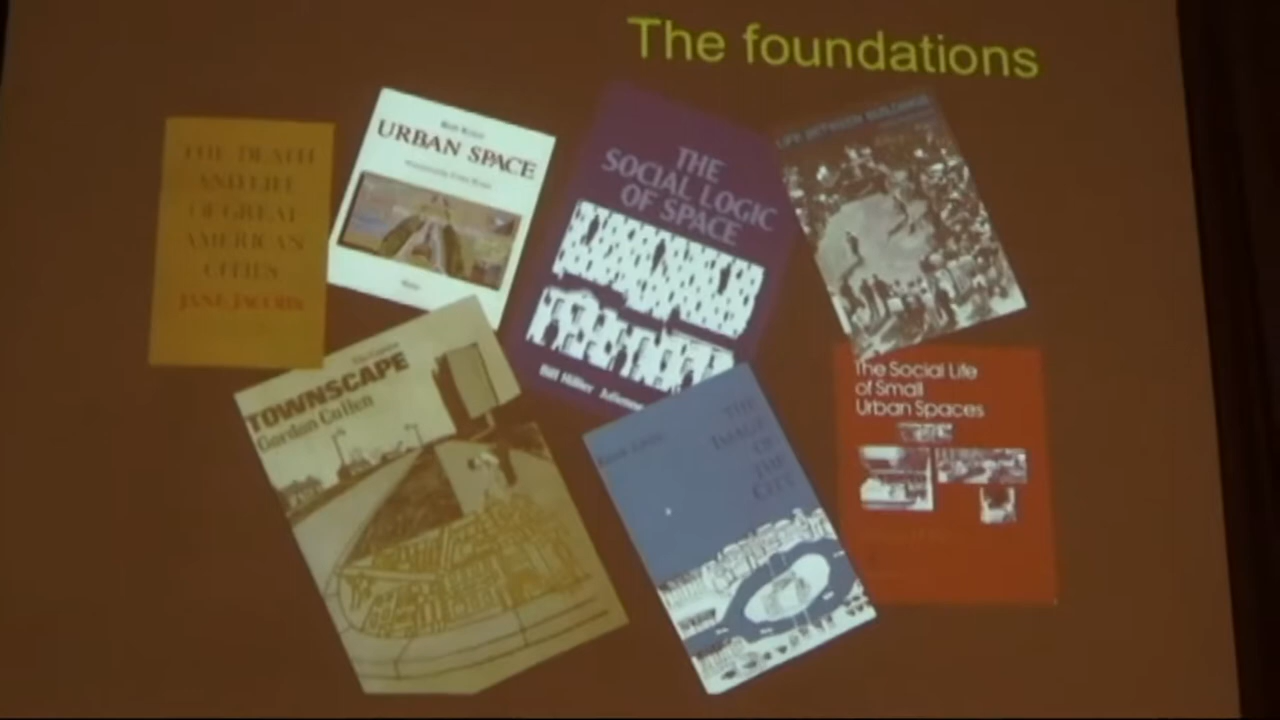 The foundations
THE DEATH
AND LIFE
OF GREAT
AMERICAN
CITIES
JANE JACOBS
URBAN SPACE
THE
SOCIAL LOGIC
OF SPACE
Bill Hillier
LIFE BETWEEN BUILDINGS
TOWNSCAPE
Gordon Cullen
THE
IMAGE
OF
THE
CITY
The Social Life
of Small
Urban Spaces